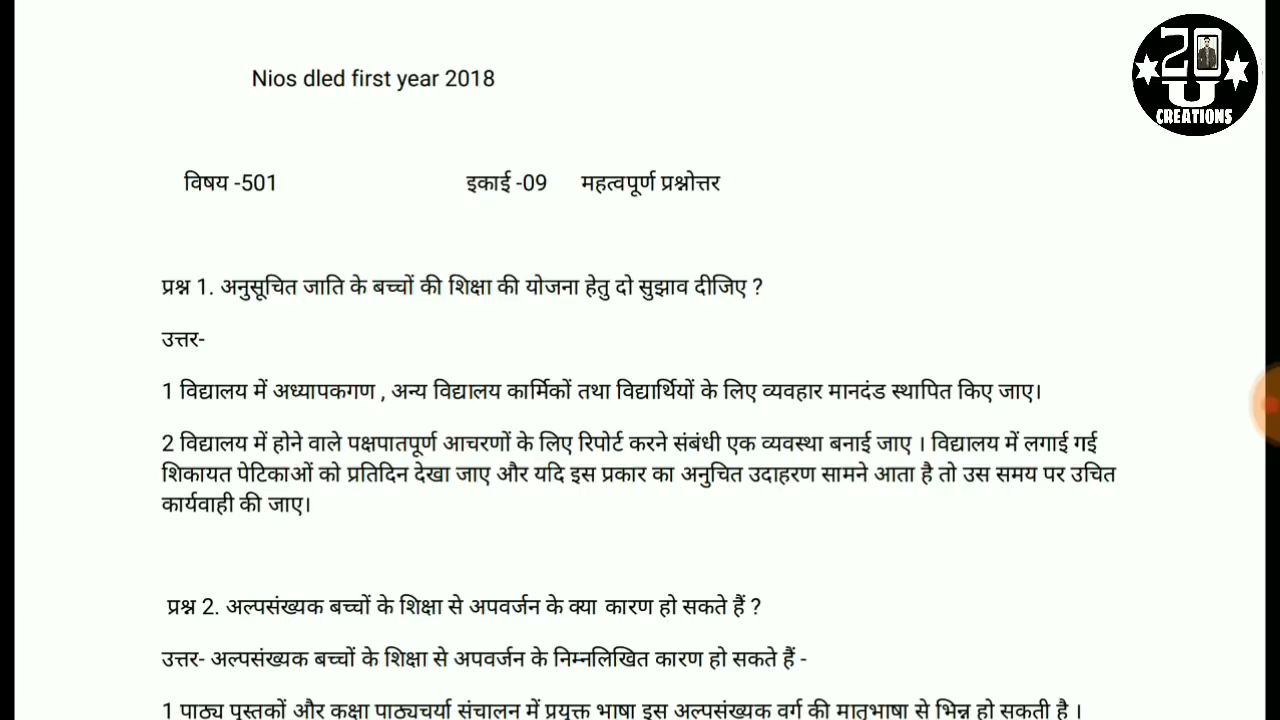 20
U
CREATIONS
Nios dled first year 2018
विषय -501 इकाई -09 महत्वपूर्ण प्रश्नोत्तर
प्रश्न 1. अनुसूचित जाति के बच्चों की शिक्षा की योजना हेतु दो सुझाव दीजिए ?
उत्तर-
1 विद्यालय में अध्यापकगण , अन्य विद्यालय कार्मिकों तथा विद्यार्थियों के लिए व्यवहार मानदंड स्थापित किए जाए।
2 विद्यालय में होने वाले पक्षपातपूर्ण आचरणों के लिए रिपोर्ट करने संबंधी एक व्यवस्था बनाई जाए । विद्यालय में लगाई गई
शिकायत पेटिकाओं को प्रतिदिन देखा जाए और यदि इस प्रकार का अनुचित उदाहरण सामने आता है तो उस समय पर उचित
कार्यवाही की जाए।
प्रश्न 2. अल्पसंख्यक बच्चों के शिक्षा से अपवर्जन के क्या कारण हो सकते हैं ?
उत्तर- अल्पसंख्यक बच्चों के शिक्षा से अपवर्जन के निम्नलिखित कारण हो सकते हैं -
1 पाठ्य पुस्तकों और कक्षा पाठ्यचर्या संचालन में प्रयुक्त भाषा इस अल्पसंख्यक वर्ग की मातृभाषा से भिन्न हो सकती है ।